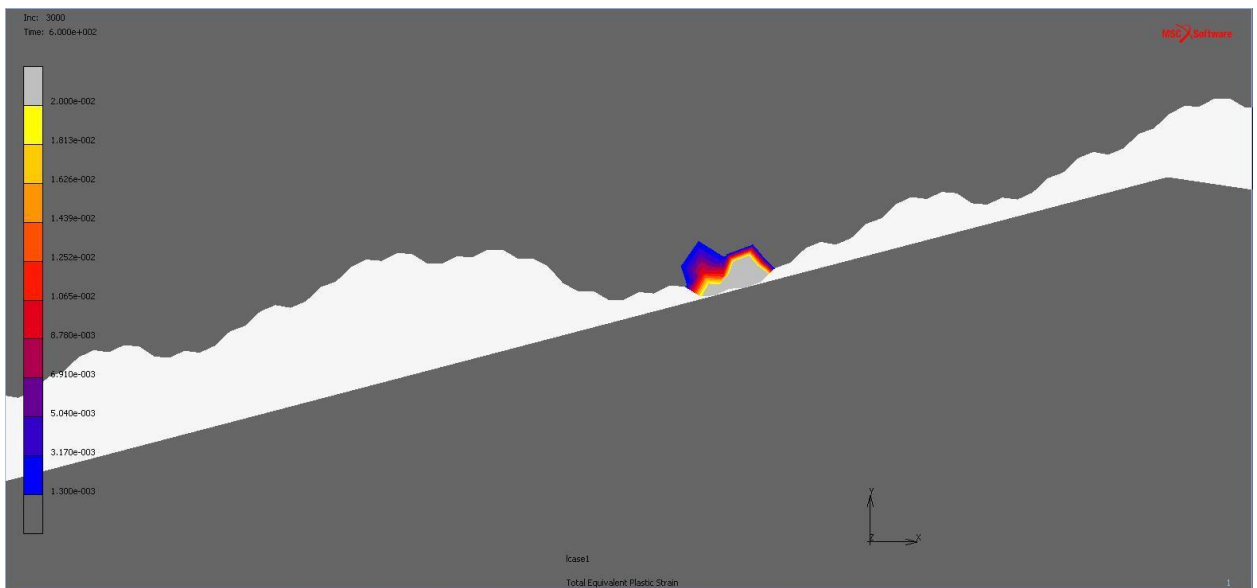 Inc: 3000
Time: 6.000e+002
MSC Software
2.000e-002
1.813e-002
1.626e-002
1.439e-002
1.252e-002
1.065e-002
8.780e-003
6.910e-003
5.040e-003
3.170e-003
1.300e-003
Y
Z
X
lcase1
Total Equivalent Plastic Strain
1